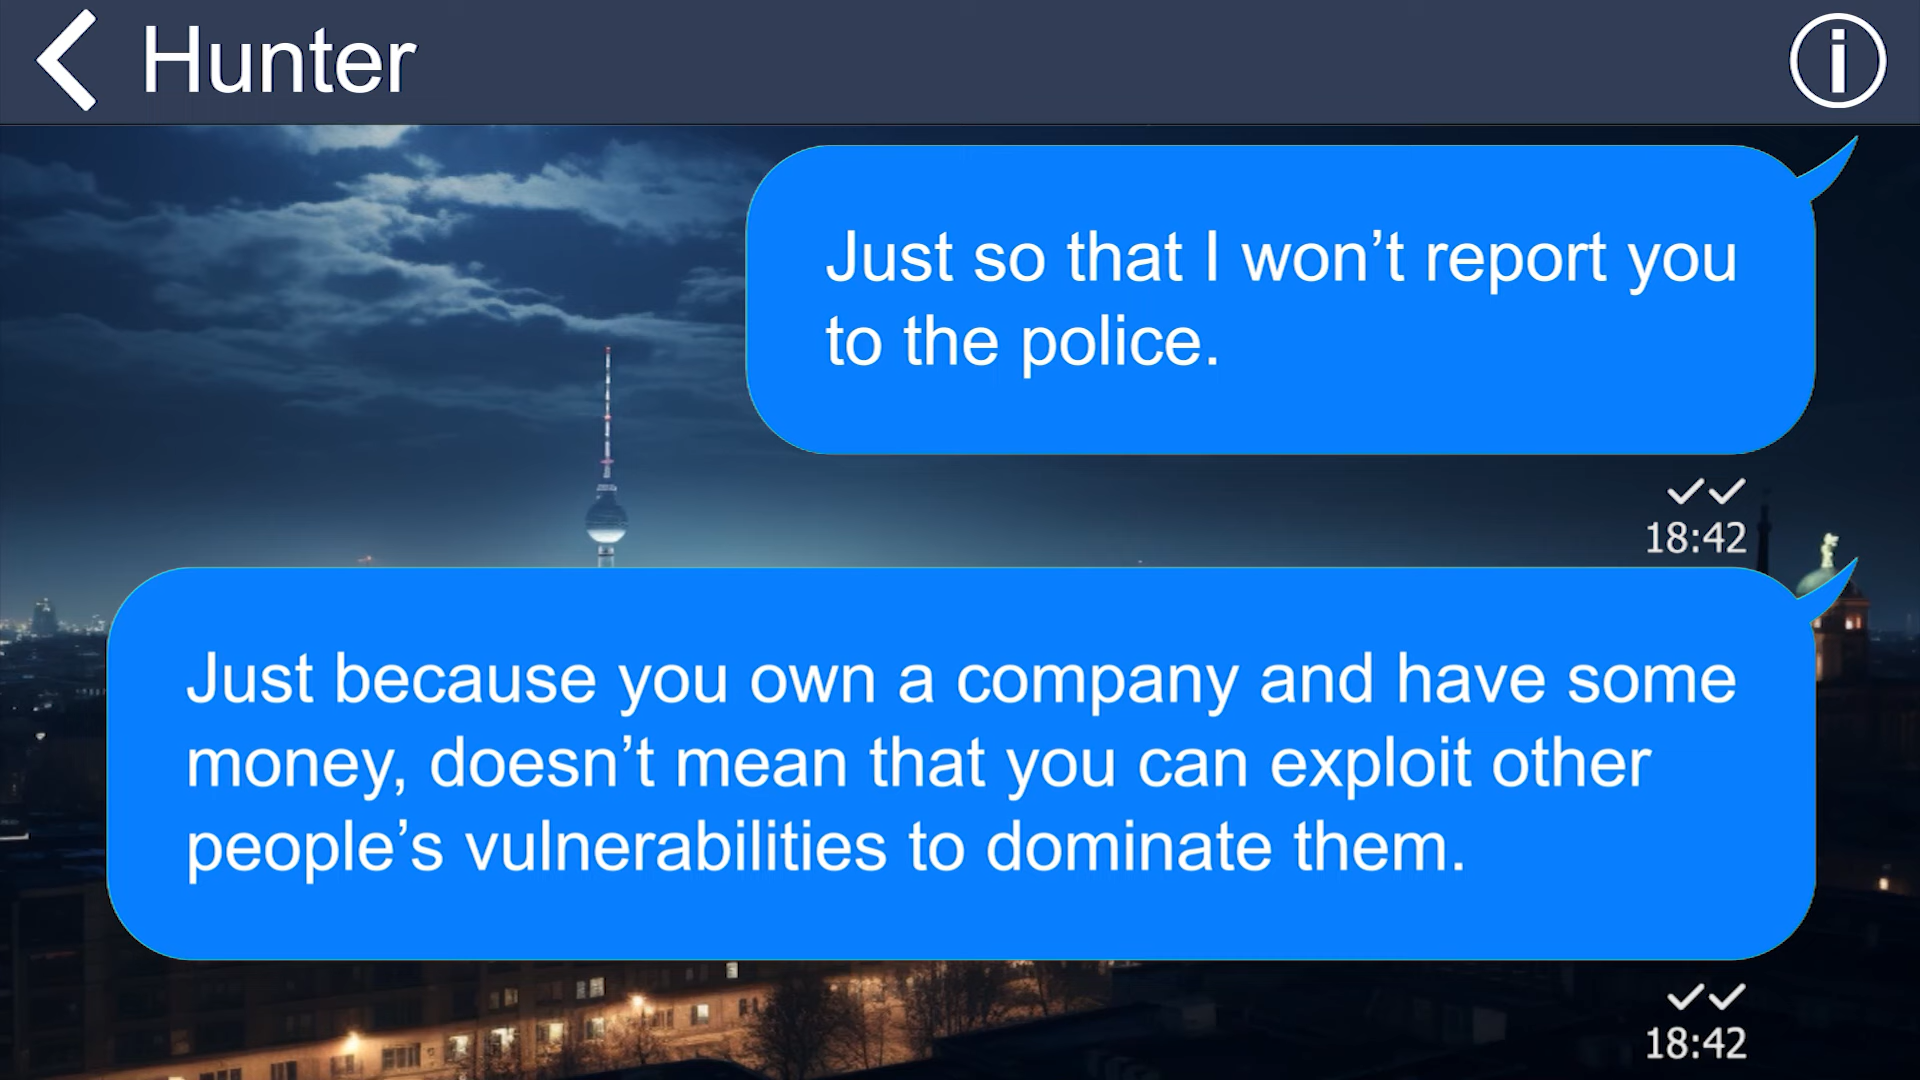 Hunter
Just so that I won’t report you
to the police.
18:42
Just because you own a company and have some
money, doesn’t mean that you can exploit other
people’s vulnerabilities to dominate them.
18:42